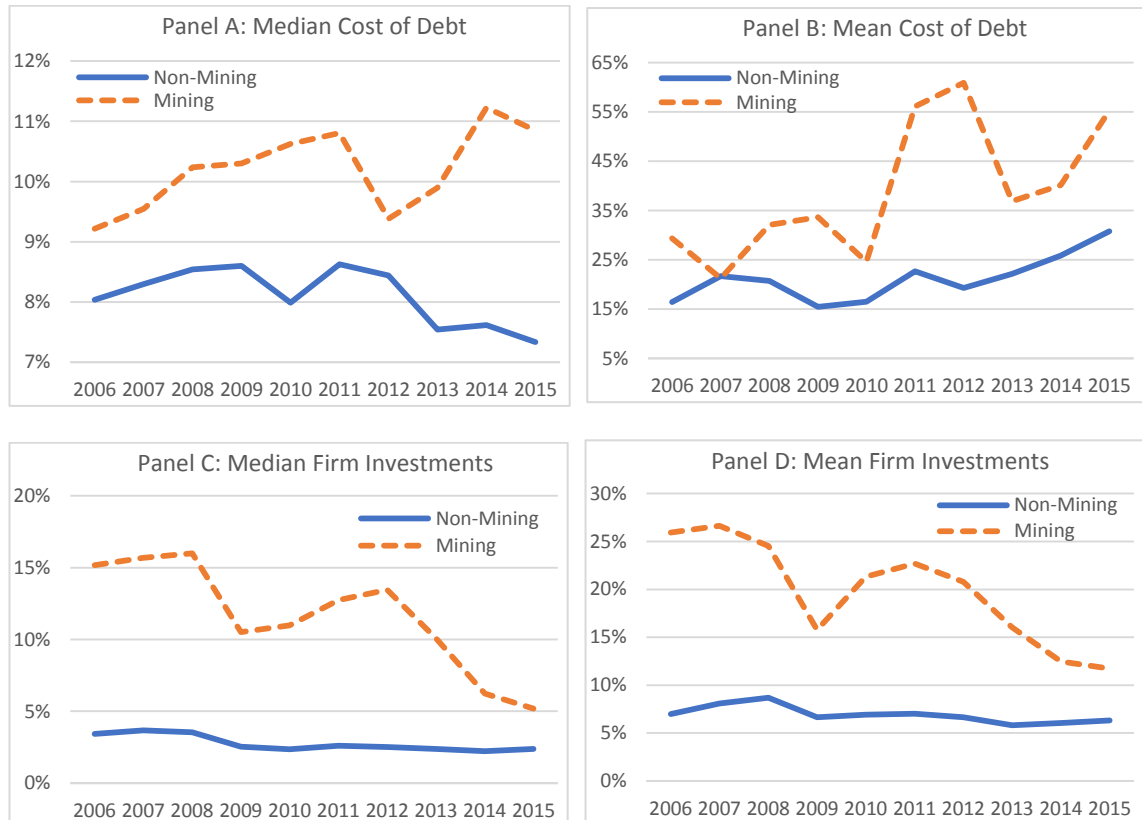 Panel A: Median Cost of Debt
12%
11%
10%
9%
8%
7%
Non-Mining
Mining
2006 2007 2008 2009 2010 2011 2012 2013 2014 2015
Panel B: Mean Cost of Debt
65%
55%
45%
35%
25%
15%
5%
Non-Mining
Mining
2006 2007 2008 2009 2010 2011 2012 2013 2014 2015
Panel C: Median Firm Investments
20%
15%
10%
5%
0%
Non-Mining
Mining
2006 2007 2008 2009 2010 2011 2012 2013 2014 2015
Panel D: Mean Firm Investments
30%
25%
20%
15%
10%
5%
0%
Non-Mining
Mining
2006 2007 2008 2009 2010 2011 2012 2013 2014 2015